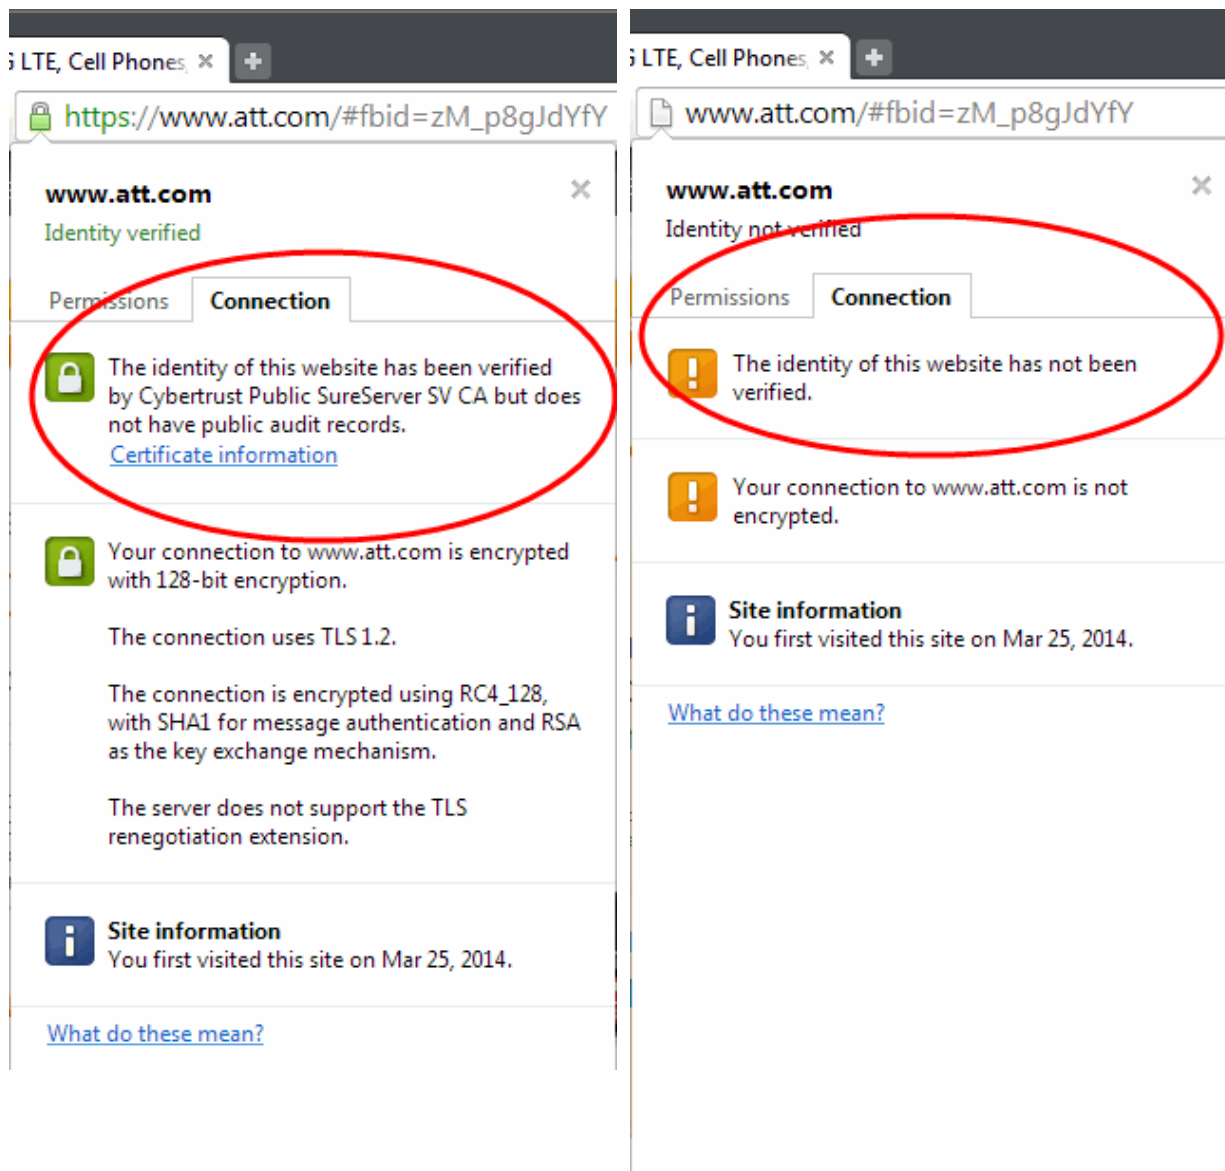 G LTE, Cell Phones,
https://www.att.com/#fbid=zM_p8gJdYfY
www.att.com
Identity verified
Permissions
Connection
The identity of this website has been verified
by Cybertrust Public SureServer SV CA but does
not have public audit records.
Certificate information
Your connection to www.att.com is encrypted
with 128-bit encryption.
The connection uses TLS 1.2.
The connection is encrypted using RC4_128,
with SHA1 for message authentication and RSA
as the key exchange mechanism.
The server does not support the TLS
renegotiation extension.
Site information
You first visited this site on Mar 25, 2014.
What do these mean?
G LTE, Cell Phones,
www.att.com/#fbid=zM_p8gJdYfY
www.att.com
Identity not verified
Permissions
Connection
The identity of this website has not been
verified.
Your connection to www.att.com is not
encrypted.
Site information
You first visited this site on Mar 25, 2014.
What do these mean?